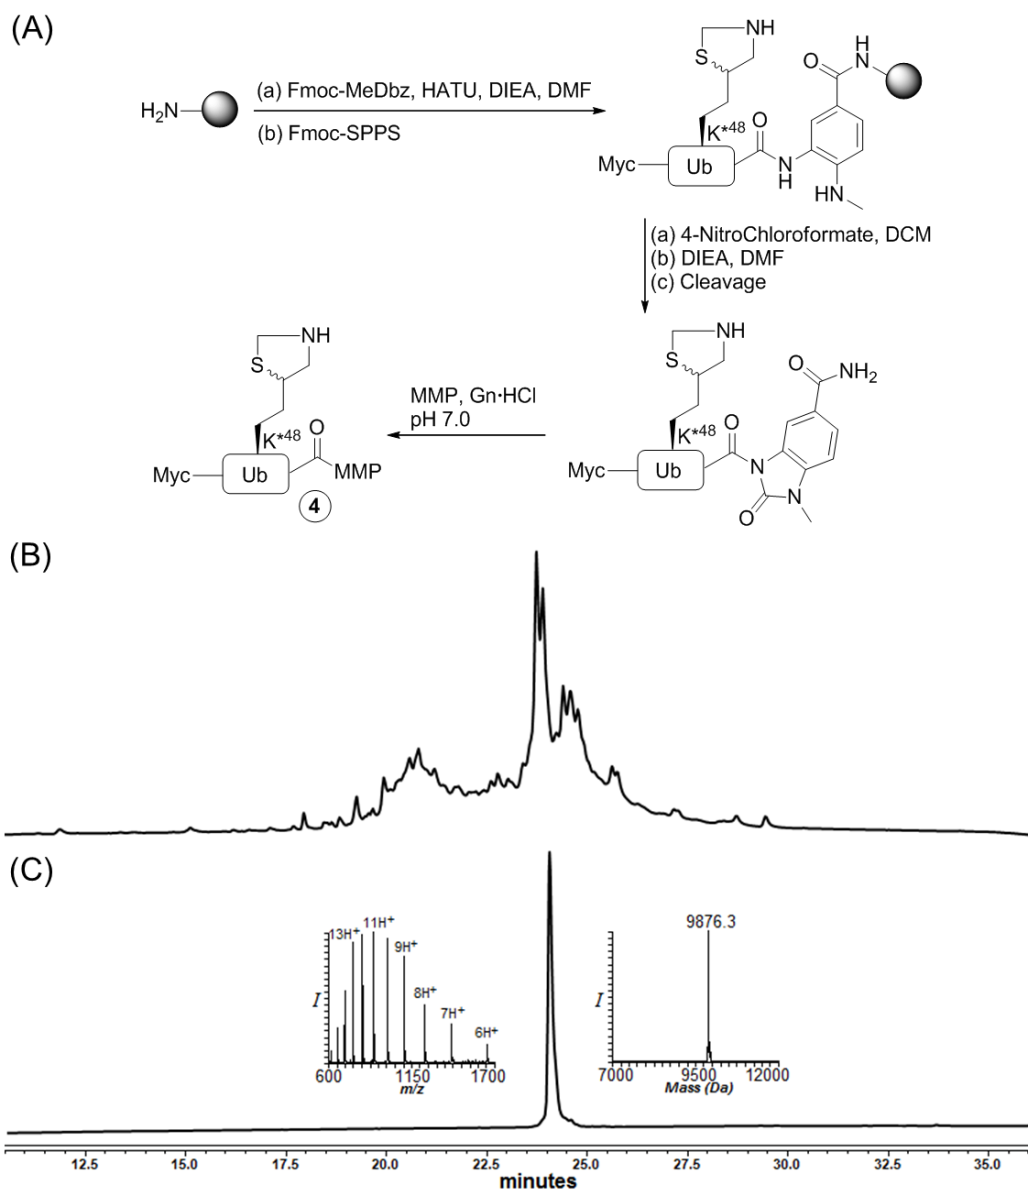 (A)
NH
S
H
N
O
(a) Fmoc-MeDbz, HATU, DIEA, DMF
H₂N
(b) Fmoc-SPPS
K*⁴⁸
O
Myc
Ub
N
H
HN
(a) 4-NitroChloroformate, DCM
(b) DIEA, DMF
(c) Cleavage
NH
S
NH
S
O
NH₂
MMP, Gn·HCl
pH 7.0
K*⁴⁸
O
Myc
Ub
MMP
4
K*⁴⁸
O
Myc
Ub
N
N
O
(B)
(C)
13H⁺
11H⁺
9H⁺
8H⁺
7H⁺
6H⁺
I
600 1150 1700
m/z
9876.3
I
7000 9500 12000
Mass (Da)
12.5 15.0 17.5 20.0 22.5 25.0 27.5 30.0 32.5 35.0
minutes